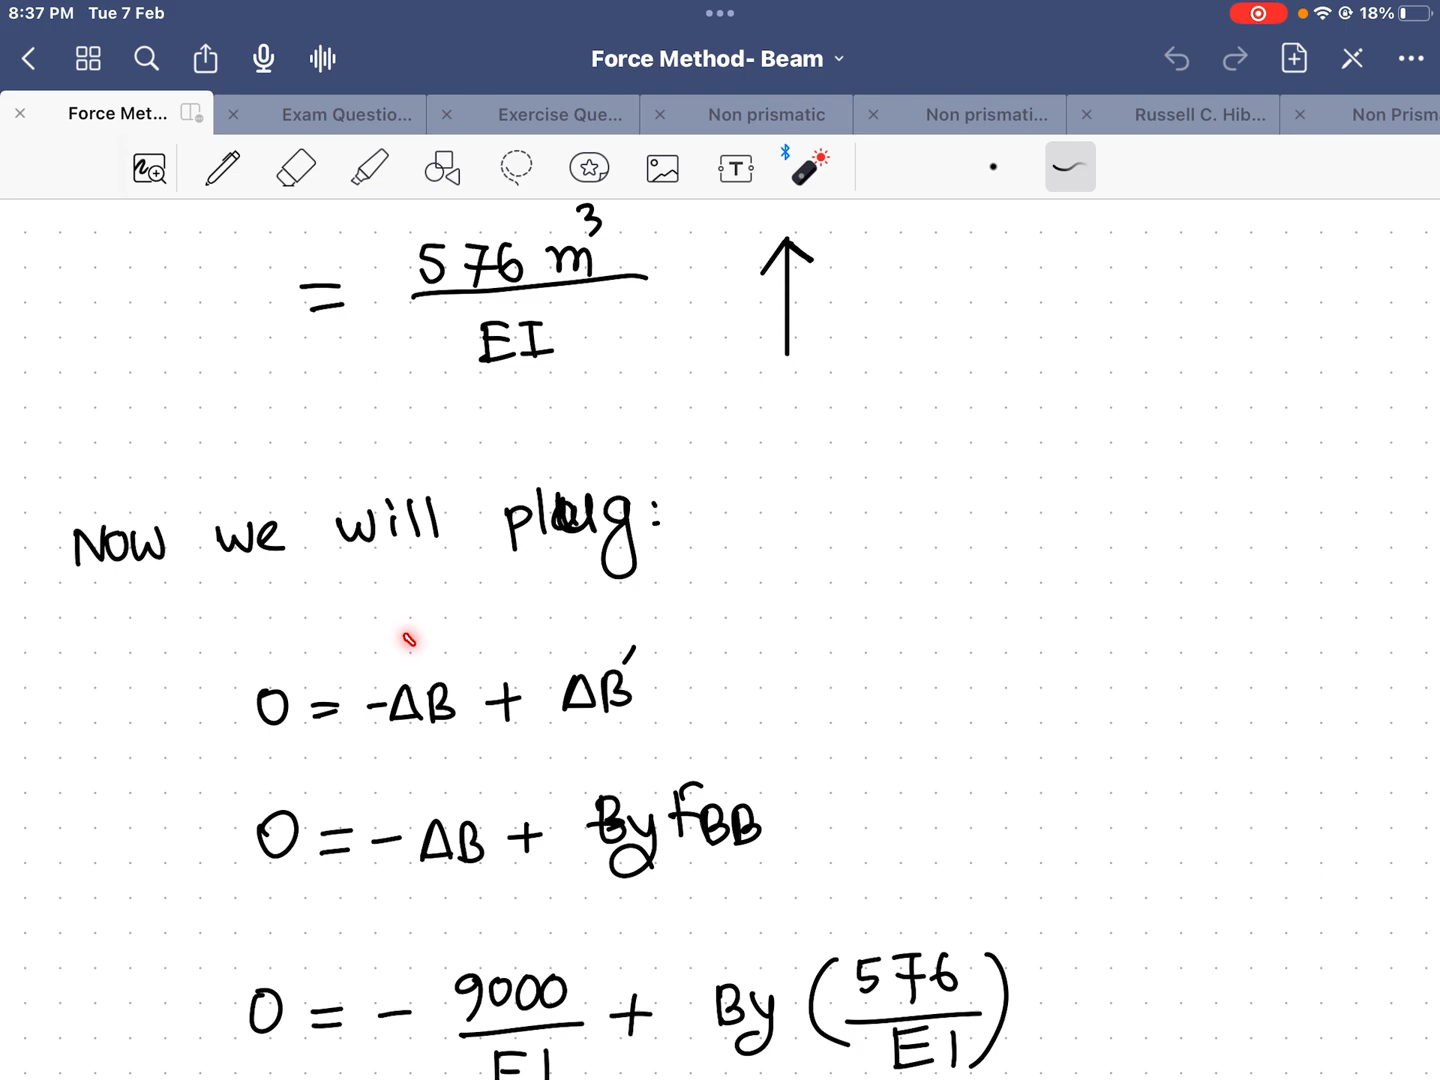 8:37 PM Tue 7 Feb
18%
Force Method- Beam
Force Met...
Exam Questio...
Exercise Que...
Non prismatic
Non prismati...
Russell C. Hib...
Non Prism
T
= 576 m³ / EI ↑
Now we will plug:
0 = -ΔB + ΔB′
0 = - ΔB + By FBB
0 = - 9000 / EI + By (576 / EI)